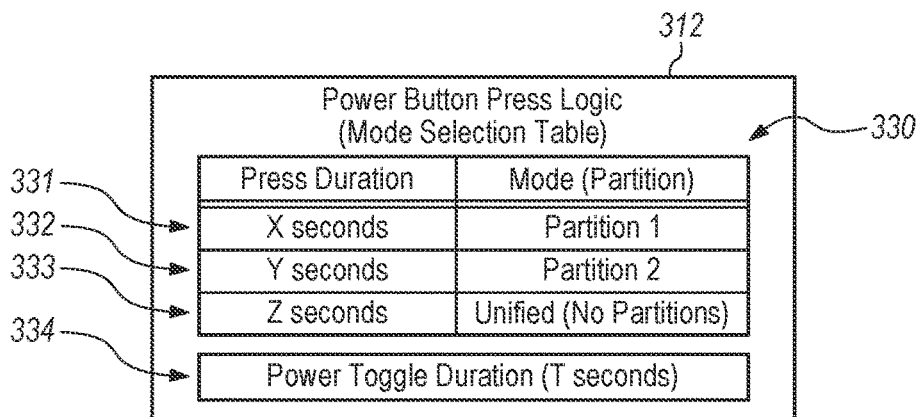 312
Power Button Press Logic
(Mode Selection Table)
330
Press Duration Mode (Partition)
331 X seconds Partition 1
332 Y seconds Partition 2
333 Z seconds Unified (No Partitions)
334 Power Toggle Duration (T seconds)